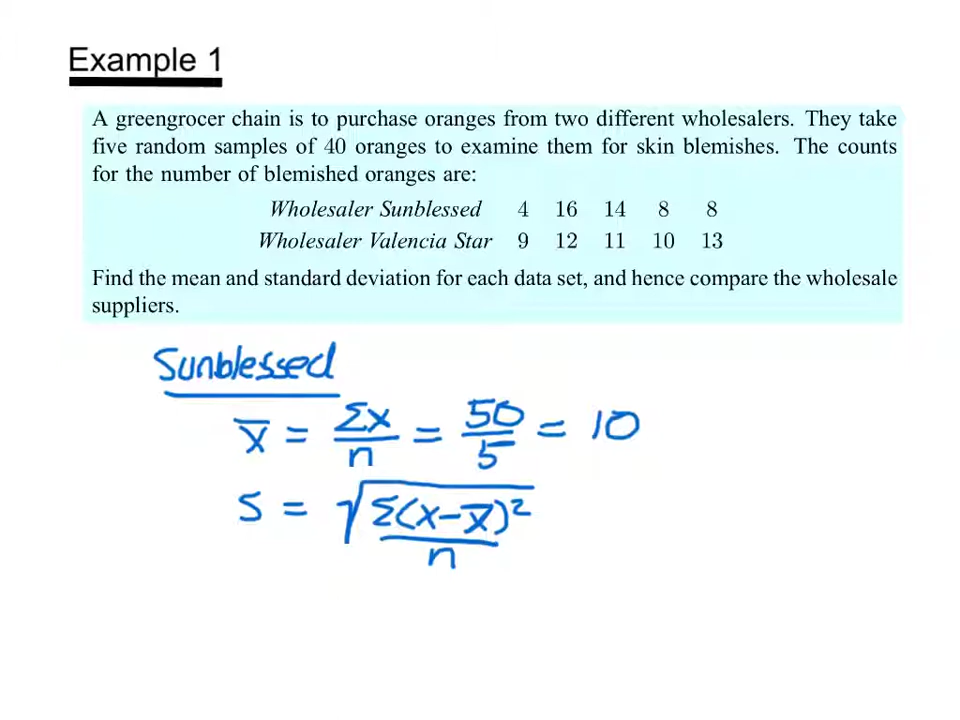 Example 1
A greengrocer chain is to purchase oranges from two different wholesalers. They take
five random samples of 40 oranges to examine them for skin blemishes. The counts
for the number of blemished oranges are:
Wholesaler Sunblessed 4 16 14 8 8
Wholesaler Valencia Star 9 12 11 10 13
Find the mean and standard deviation for each data set, and hence compare the wholesale
suppliers.
Sunblessed
x̄ = Σx/n = 50/5 = 10
s = √(Σ(x-x̄)²/n)